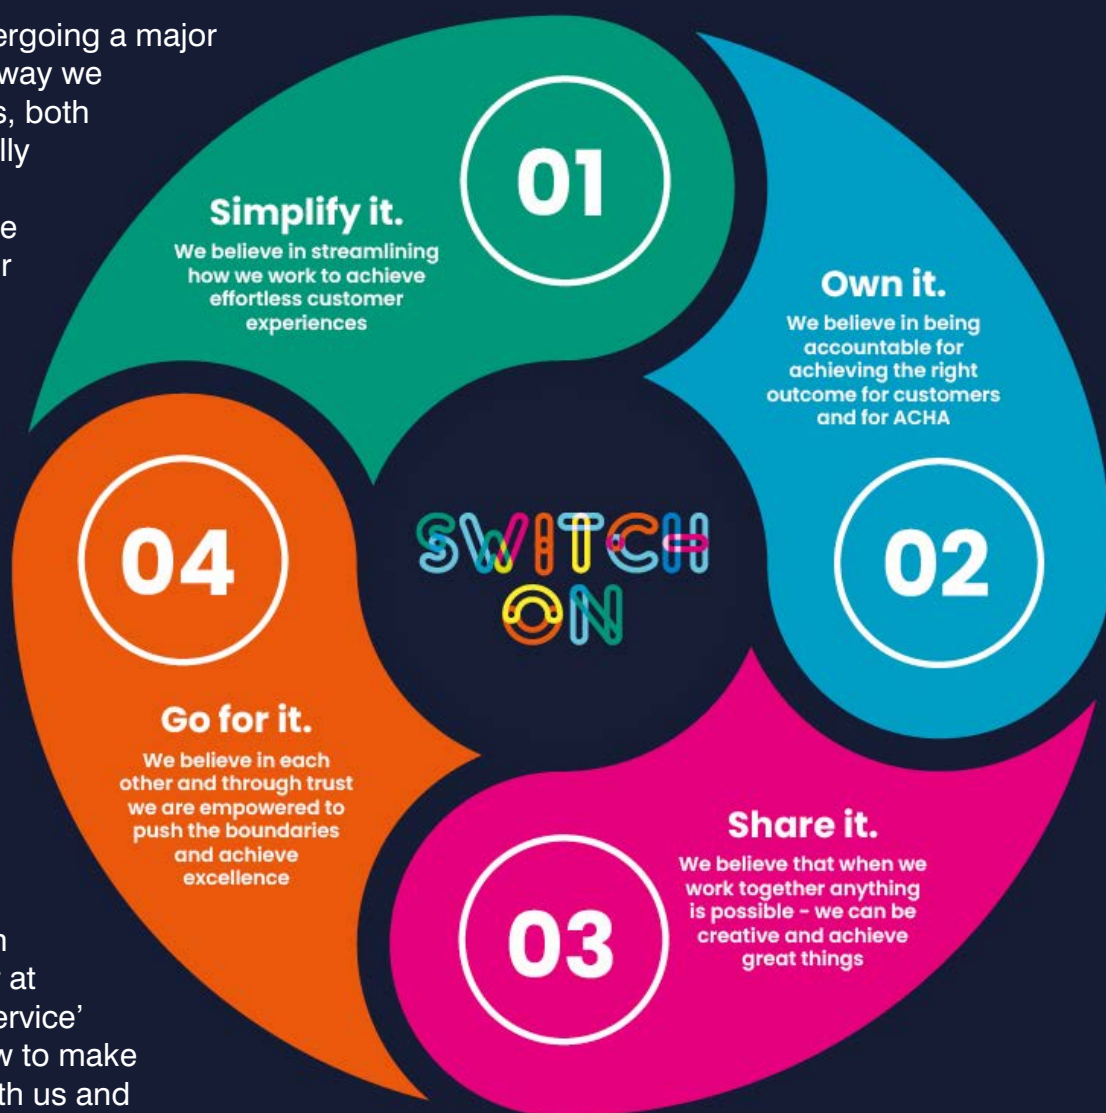 ergoing a major
way we
s, both
lly
e
r
01
Simplify it.
We believe in streamlining
how we work to achieve
effortless customer
experiences
Own it.
We believe in being
accountable for
achieving the right
outcome for customers
and for ACHA
02
SWITCH
ON
04
Go for it.
We believe in each
other and through trust
we are empowered to
push the boundaries
and achieve
excellence
Share it.
We believe that when we
work together anything
is possible - we can be
creative and achieve
great things
03
n
at
ervice’
w to make
th us and